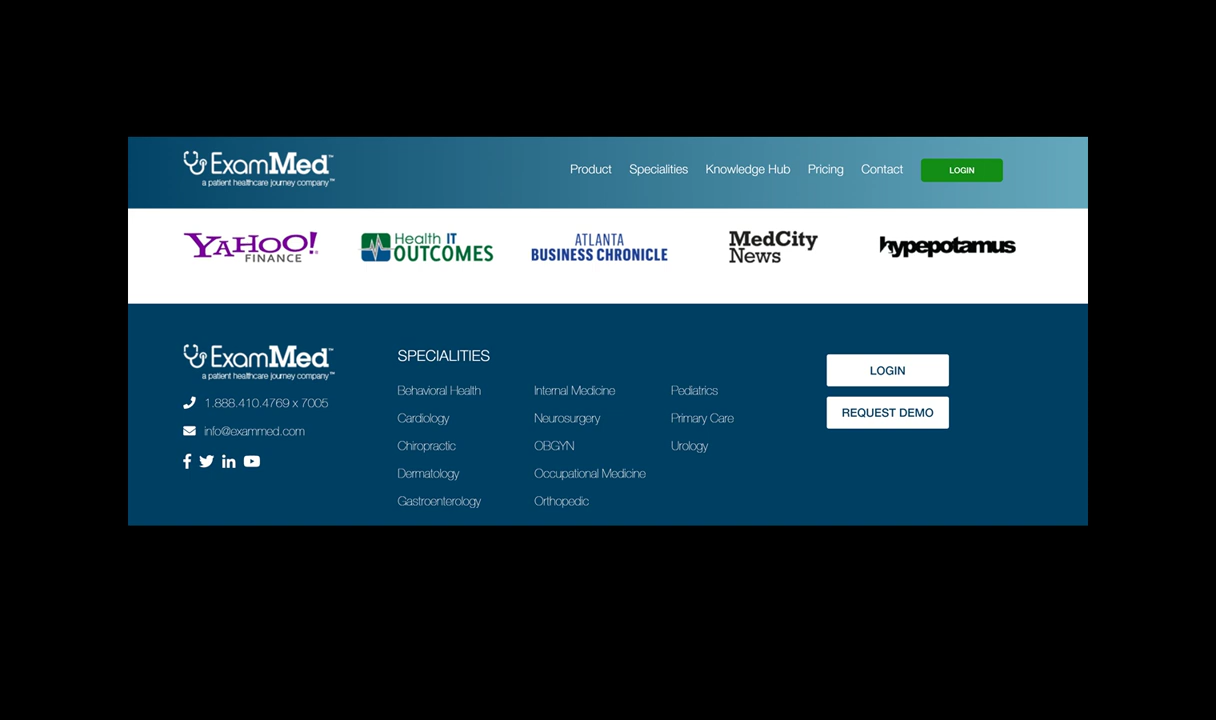 ExamMed™
a patient healthcare journey company™
Product Specialities Knowledge Hub Pricing Contact LOGIN
YAHOO!
FINANCE
Health IT
OUTCOMES
ATLANTA
BUSINESS CHRONICLE
MedCity
News
hypepotamus
ExamMed™
a patient healthcare journey company™
1.888.410.4769 x 7005
info@exammed.com
SPECIALITIES
Behavioral Health Internal Medicine Pediatrics
Cardiology Neurosurgery Primary Care
Chiropractic OBGYN Urology
Dermatology Occupational Medicine
Gastroenterology Orthopedic
LOGIN
REQUEST DEMO